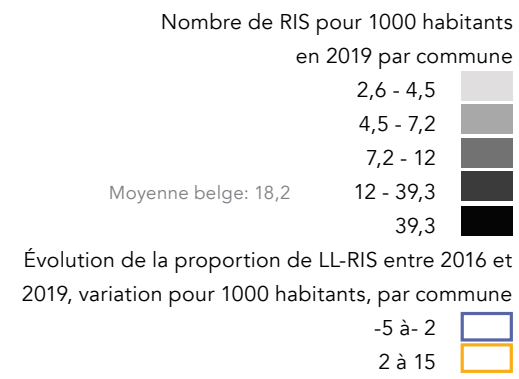 Nombre de RIS pour 1000 habitants
en 2019 par commune
2,6 - 4,5
4,5 - 7,2
7,2 - 12
Moyenne belge: 18,2 12 - 39,3
39,3
Évolution de la proportion de LL-RIS entre 2016 et
2019, variation pour 1000 habitants, par commune
-5 à- 2
2 à 15